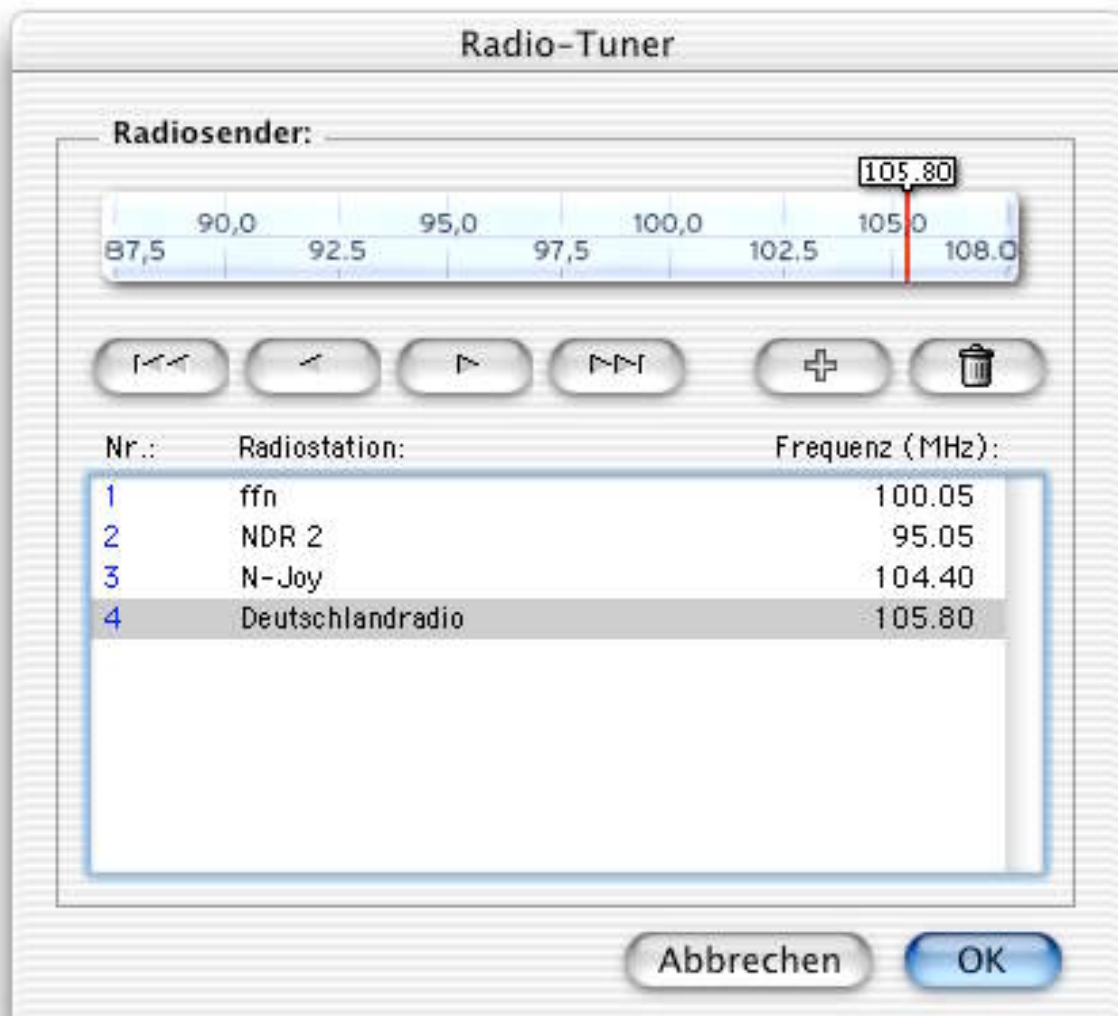 Radio-Tuner
Radiosender:
105.80
90,0 95,0 100,0 105,0
87,5 92.5 97,5 102.5 108.0
Nr.: Radiostation: Frequenz (MHz):
1 ffn 100.05
2 NDR 2 95.05
3 N-Joy 104.40
4 Deutschlandradio 105.80
Abbrechen OK